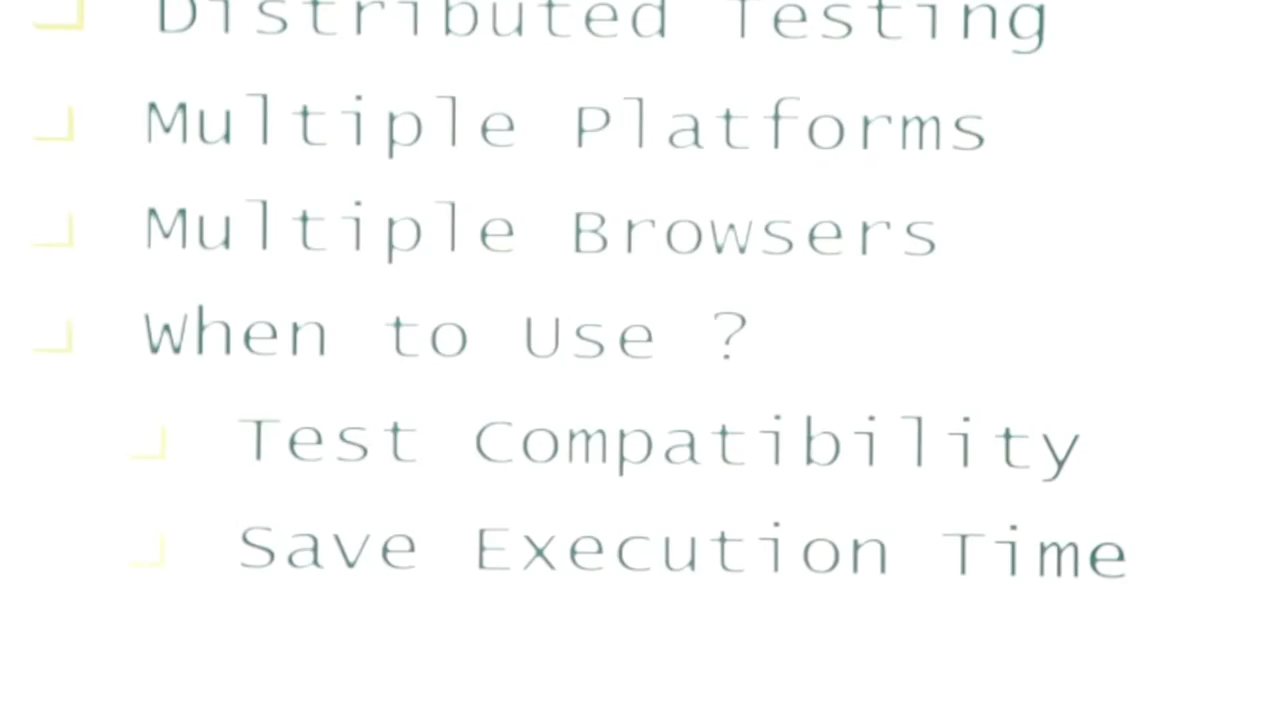 Distributed Testing
Multiple Platforms
Multiple Browsers
When to Use ?
Test Compatibility
Save Execution Time